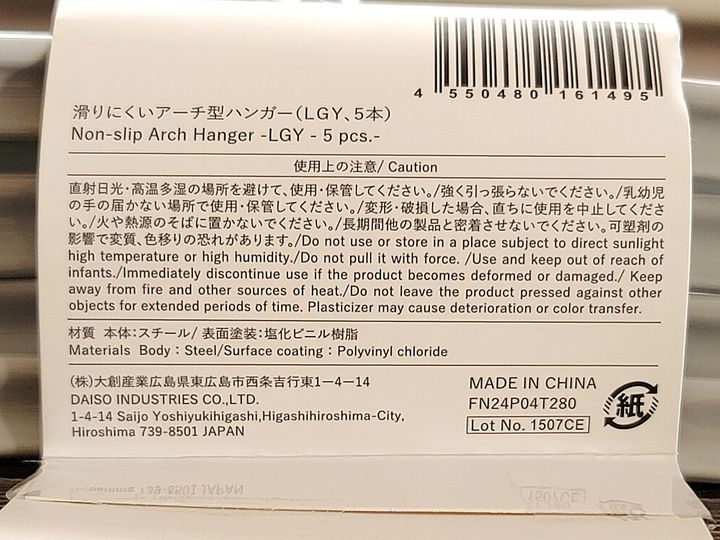 4 550480 161495
滑りにくいアーチ型ハンガー(LGY、5本)
Non-slip Arch Hanger -LGY - 5 pcs.-
使用上の注意/ Caution
直射日光・高温多湿の場所を避けて、使用・保管してください。/強く引っ張らないでください。/乳幼児
の手の届かない場所で使用・保管してください。/変形・破損した場合、直ちに使用を中止してくださ
い。/火や熱源のそばに置かないでください。/長期間他の製品と密着させないでください。可塑剤の
影響で変質、色移りの恐れがあります。/Do not use or store in a place subject to direct sunlight
high temperature or high humidity./Do not pull it with force. /Use and keep out of reach of
infants./Immediately discontinue use if the product becomes deformed or damaged./ Keep
away from fire and other sources of heat./Do not leave the product pressed against other
objects for extended periods of time. Plasticizer may cause deterioration or color transfer.
材質 本体:スチール/ 表面塗装:塩化ビニル樹脂
Materials Body:Steel/Surface coating:Polyvinyl chloride
(株)大創産業広島県東広島市西条吉行東1-4-14
DAISO INDUSTRIES CO.,LTD.
1-4-14 Saijo Yoshiyukihigashi,Higashihiroshima-City,
Hiroshima 739-8501 JAPAN
MADE IN CHINA
FN24P04T280
Lot No. 1507CE
紙